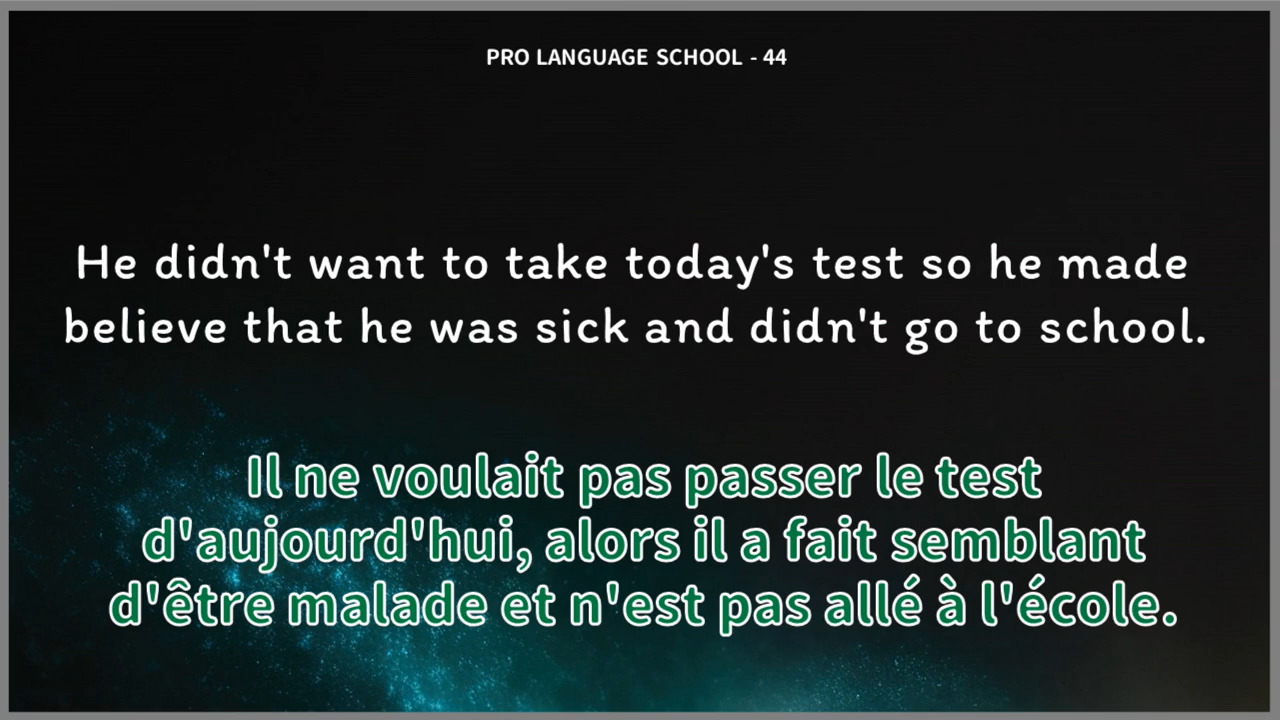 PRO LANGUAGE SCHOOL - 44
He didn't want to take today's test so he made
believe that he was sick and didn't go to school.
Il ne voulait pas passer le test
d'aujourd'hui, alors il a fait semblant
d'être malade et n'est pas allé à l'école.